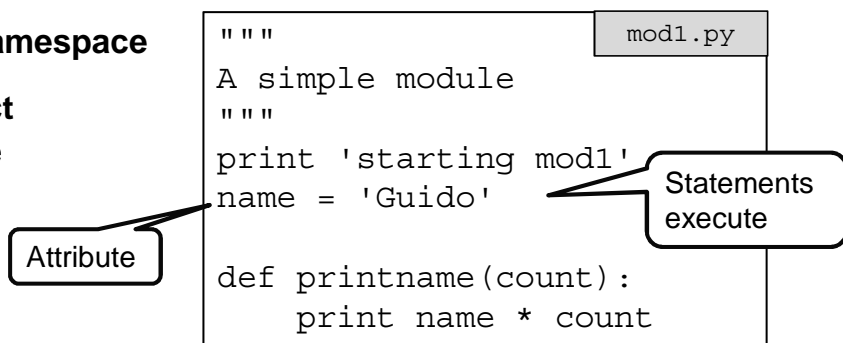 amespace
ct
"""
mod1.py
A simple module
"""
print 'starting mod1'
name = 'Guido'
Statements
execute
Attribute
def printname(count):
    print name * count